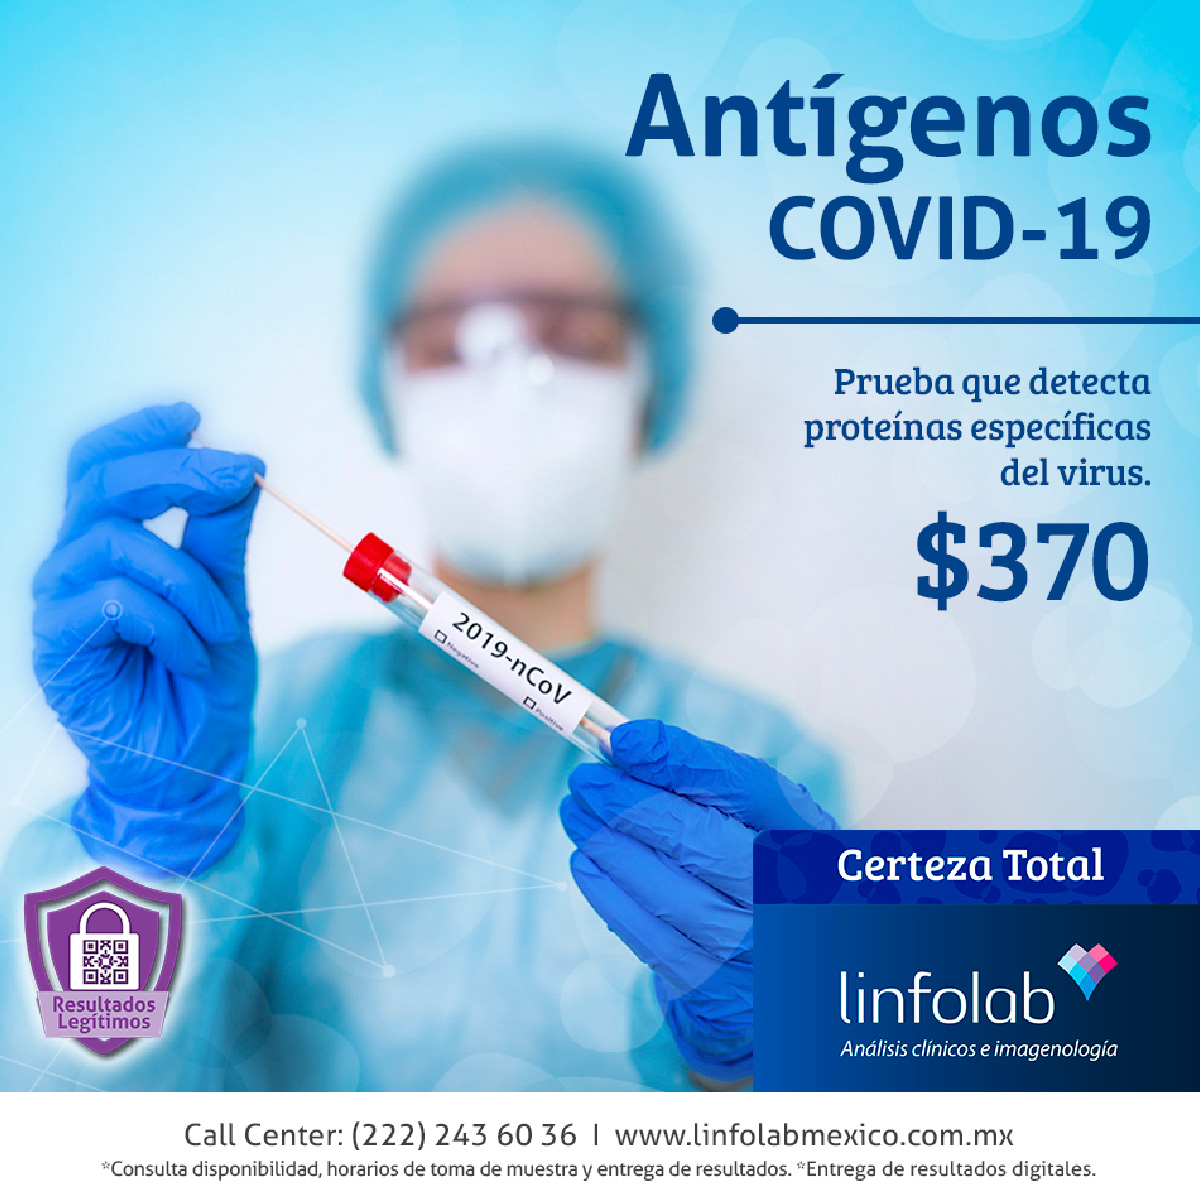 Antígenos
COVID-19
Prueba que detecta
proteínas específicas
del virus.
$370
2019-nCoV
Negative
Positive
Certeza Total
linfolab
Análisis clínicos e imagenología
Resultados
Legítimos
Call Center: (222) 243 60 36 I www.linfolabmexico.com.mx
*Consulta disponibilidad, horarios de toma de muestra y entrega de resultados. *Entrega de resultados digitales.